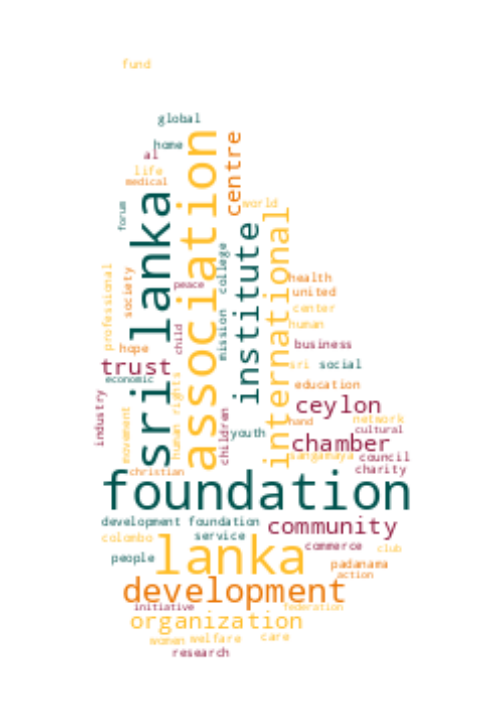 fund
global
home
al
life
medical
centre
world
forum
sri lanka
association
institute
international
college
peace
professional
society
health
united
center
human
mission
child
hope
business
trust
economic
sri
social
human rights
education
industry
movement
children
ceylon
hand
network
cultural
youth
chamber
sangamaya
council
charity
christian
foundation
development foundation
community
colombo
service
lanka
commerce
club
people
padanama
action
development
initiative
federation
organization
women
welfare
care
research